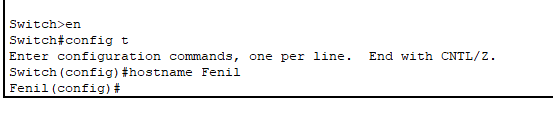 Switch>en
Switch#config t
Enter configuration commands, one per line.  End with CNTL/Z.
Switch(config)#hostname Fenil
Fenil(config)#